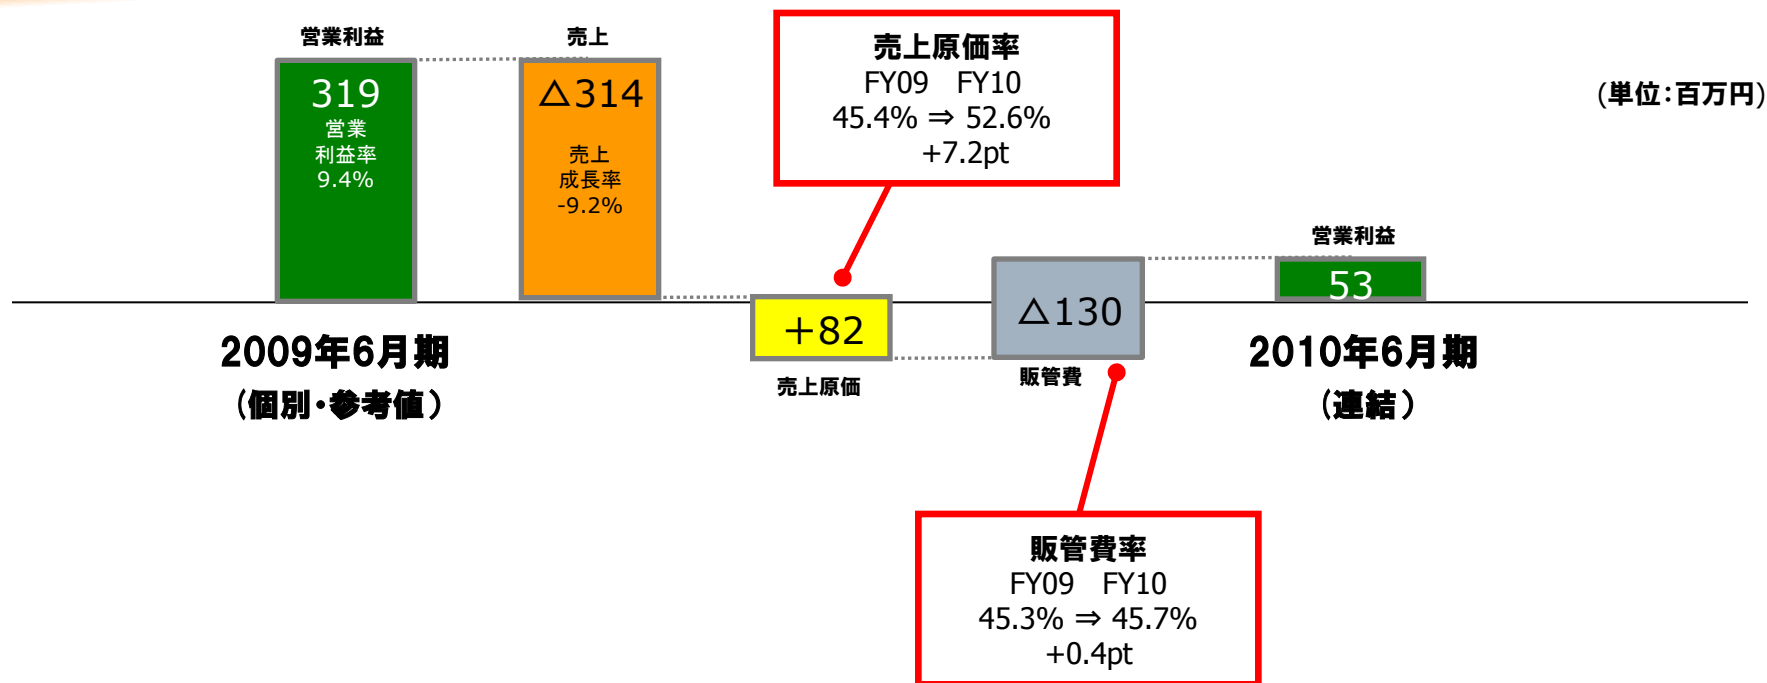 営業利益
319
営業
利益率
9.4%
売上
△314
売上
成長率
-9.2%
売上原価率
FY09 FY10
45.4% ⇒ 52.6%
+7.2pt
(単位:百万円)
+82
売上原価
△130
販管費
営業利益
53
2009年6月期
(個別・参考値)
2010年6月期
(連結)
販管費率
FY09 FY10
45.3% ⇒ 45.7%
+0.4pt